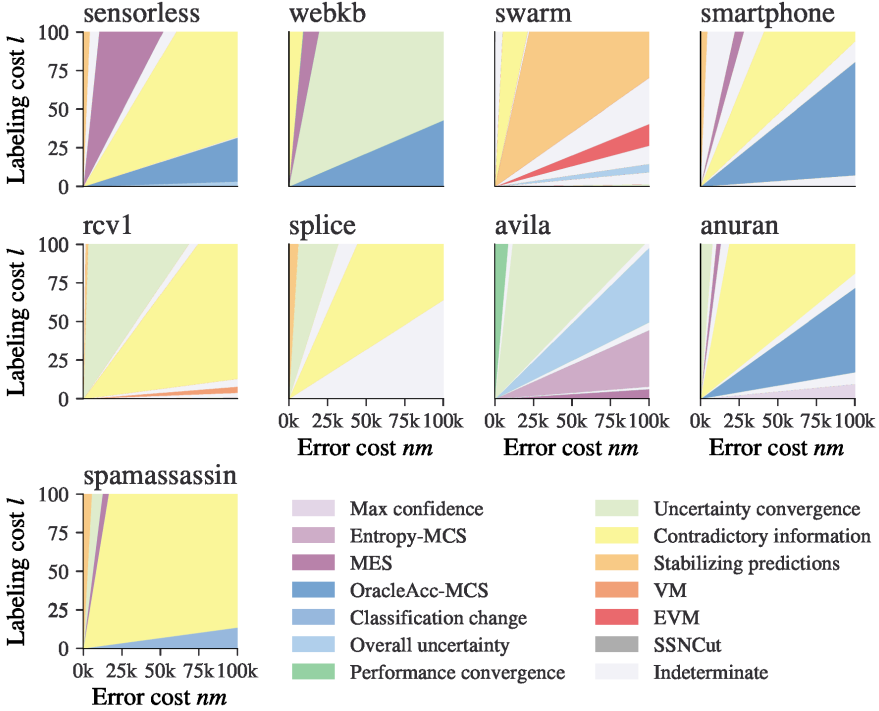 sensorless webkb swarm smartphone
Labeling cost l
100
75
50
25
0
rcv1 splice avila anuran
Labeling cost l
100
75
50
25
0
0k 25k 50k 75k 100k
0k 25k 50k 75k 100k
0k 25k 50k 75k 100k
Error cost nm
Error cost nm
Error cost nm
spamassassin
Labeling cost l
100
75
50
25
0
0k 25k 50k 75k 100k
Error cost nm
Max confidence
Entropy-MCS
MES
OracleAcc-MCS
Classification change
Overall uncertainty
Performance convergence
Uncertainty convergence
Contradictory information
Stabilizing predictions
VM
EVM
SSNCut
Indeterminate